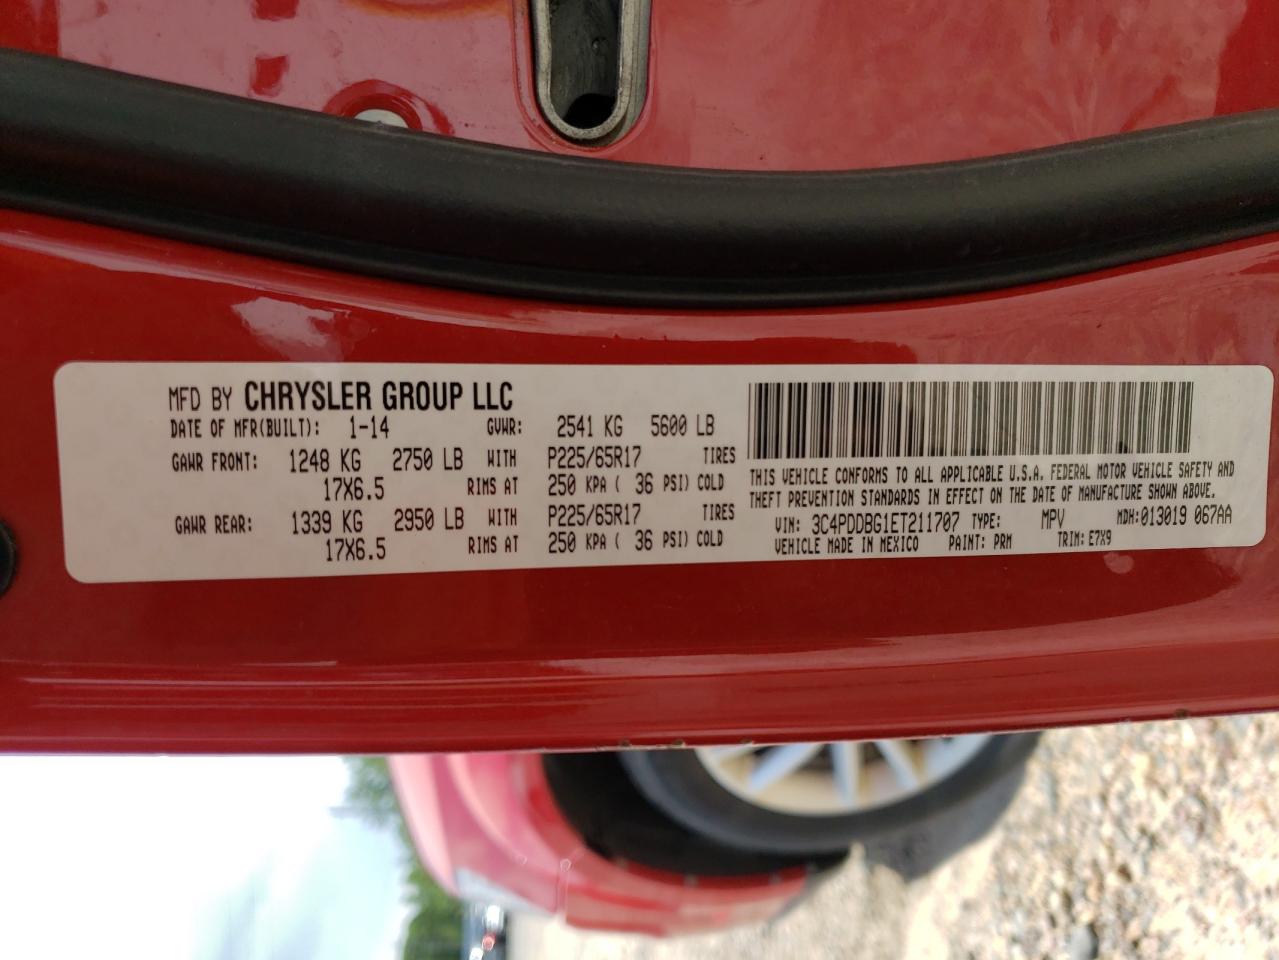 MFD BY CHRYSLER GROUP LLC
DATE OF MFR(BUILT): 1-14 GVWR: 2541 KG 5600 LB
GAWR FRONT: 1248 KG 2750 LB WITH P225/65R17 TIRES
17X6.5 RIMS AT 250 KPA ( 36 PSI) COLD
GAWR REAR: 1339 KG 2950 LB WITH P225/65R17 TIRES
17X6.5 RIMS AT 250 KPA ( 36 PSI) COLD
THIS VEHICLE CONFORMS TO ALL APPLICABLE U.S.A. FEDERAL MOTOR VEHICLE SAFETY AND
THEFT PREVENTION STANDARDS IN EFFECT ON THE DATE OF MANUFACTURE SHOWN ABOVE.
VIN: 3C4PDDBG1ET211707 TYPE: MPV MDH:013019 067AA
VEHICLE MADE IN MEXICO PAINT: PRM TRIM: E7X9